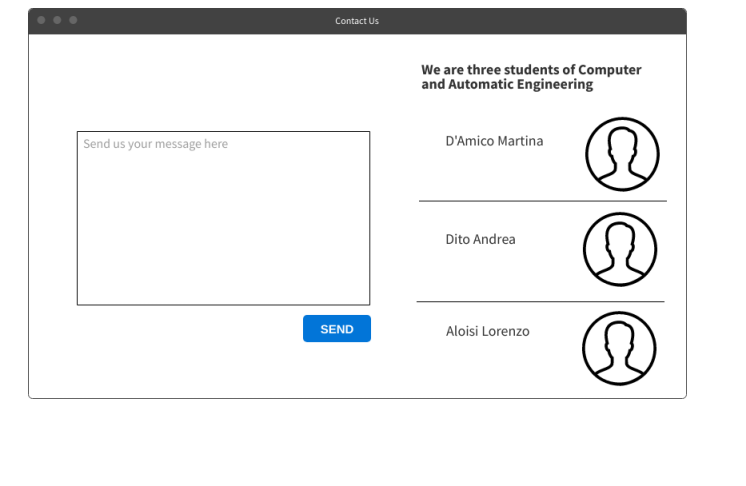 Contact Us
We are three students of Computer
and Automatic Engineering
Send us your message here
D'Amico Martina
Dito Andrea
SEND
Aloisi Lorenzo